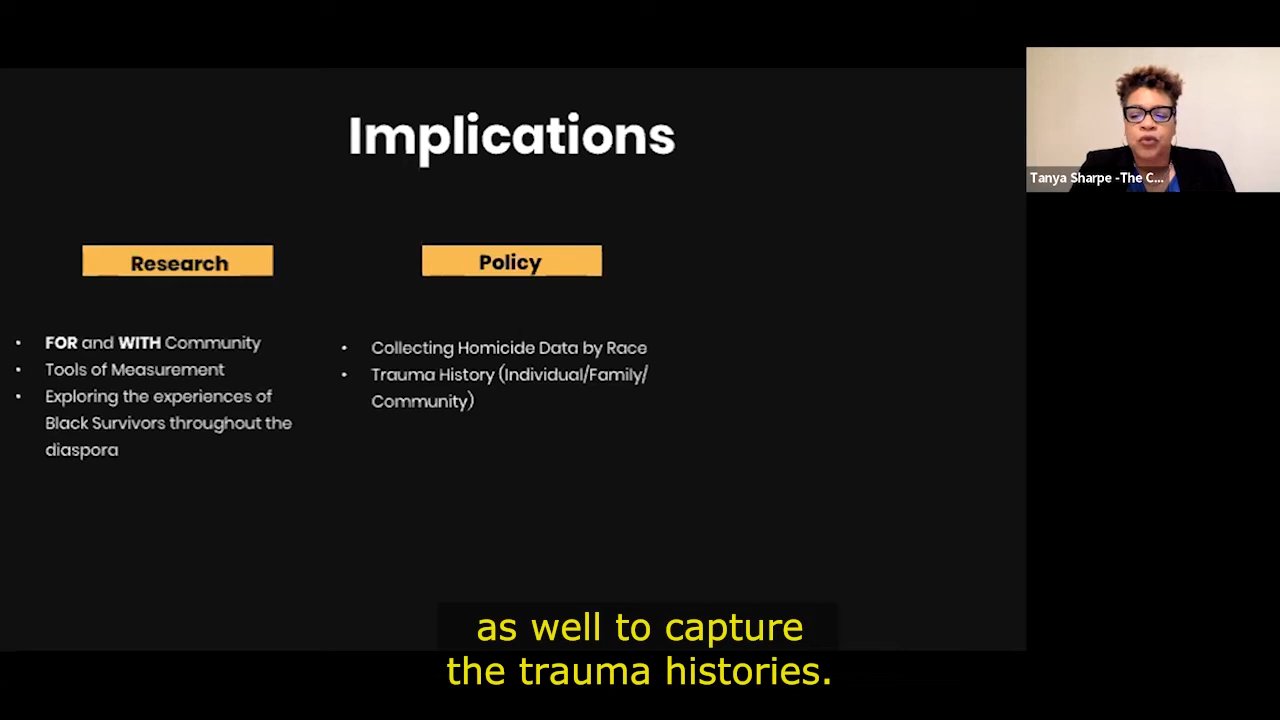 Implications
Tanya Sharpe -The C...
Research
Policy
• FOR and WITH Community
• Tools of Measurement
• Exploring the experiences of
Black Survivors throughout the
diaspora
• Collecting Homicide Data by Race
• Trauma History (Individual/Family/
Community)
as well to capture
the trauma histories.